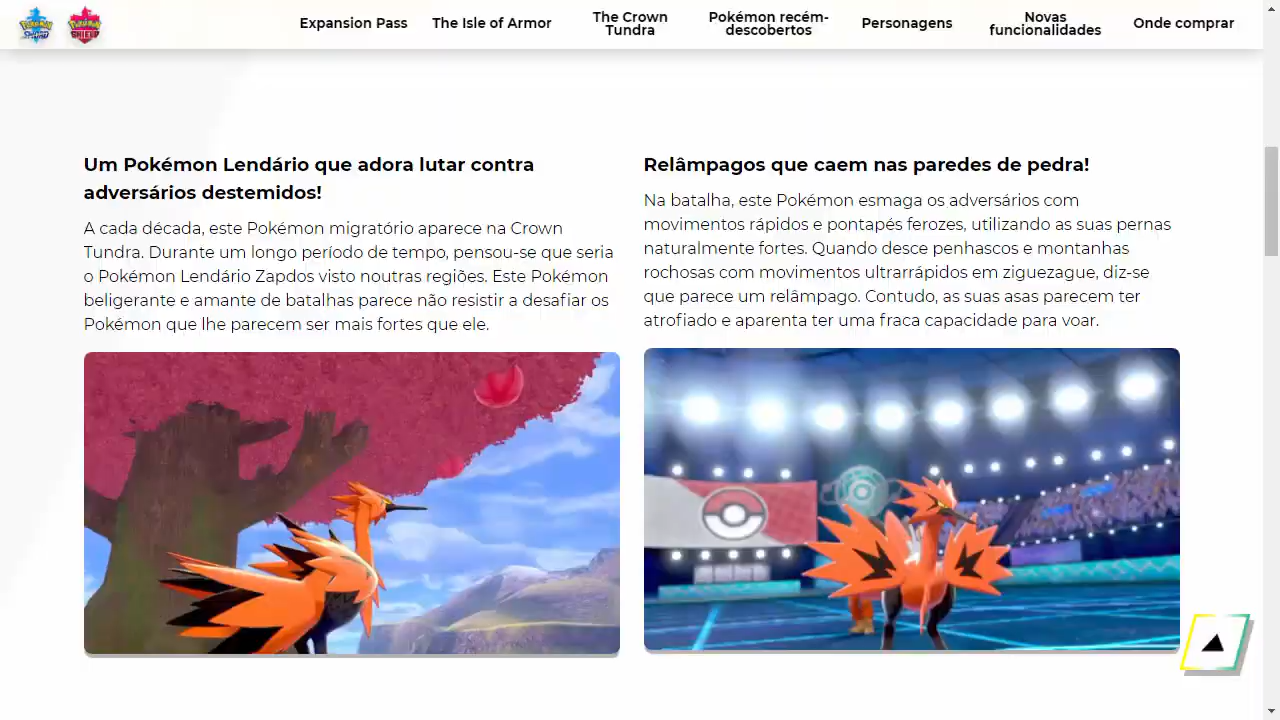 POKÉMON SWORD
POKÉMON SHIELD
Expansion Pass
The Isle of Armor
The Crown
Tundra
Pokémon recém-
descobertos
Personagens
Novas
funcionalidades
Onde comprar
Um Pokémon Lendário que adora lutar contra
adversários destemidos!
A cada década, este Pokémon migratório aparece na Crown
Tundra. Durante um longo período de tempo, pensou-se que seria
o Pokémon Lendário Zapdos visto noutras regiões. Este Pokémon
beligerante e amante de batalhas parece não resistir a desafiar os
Pokémon que lhe parecem ser mais fortes que ele.
Relâmpagos que caem nas paredes de pedra!
Na batalha, este Pokémon esmaga os adversários com
movimentos rápidos e pontapés ferozes, utilizando as suas pernas
naturalmente fortes. Quando desce penhascos e montanhas
rochosas com movimentos ultrarrápidos em ziguezague, diz-se
que parece um relâmpago. Contudo, as suas asas parecem ter
atrofiado e aparenta ter uma fraca capacidade para voar.